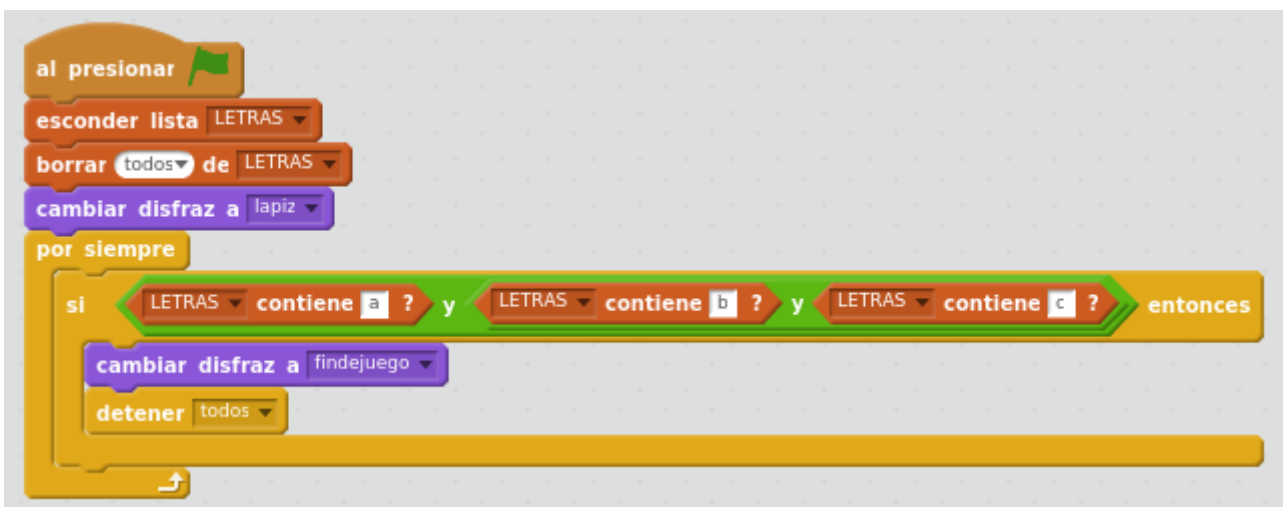 al presionar
esconder lista LETRAS
borrar todos de LETRAS
cambiar disfraz a lapiz
por siempre
si LETRAS contiene a ? y LETRAS contiene b ? y LETRAS contiene c ? entonces
cambiar disfraz a findejuego
detener todos